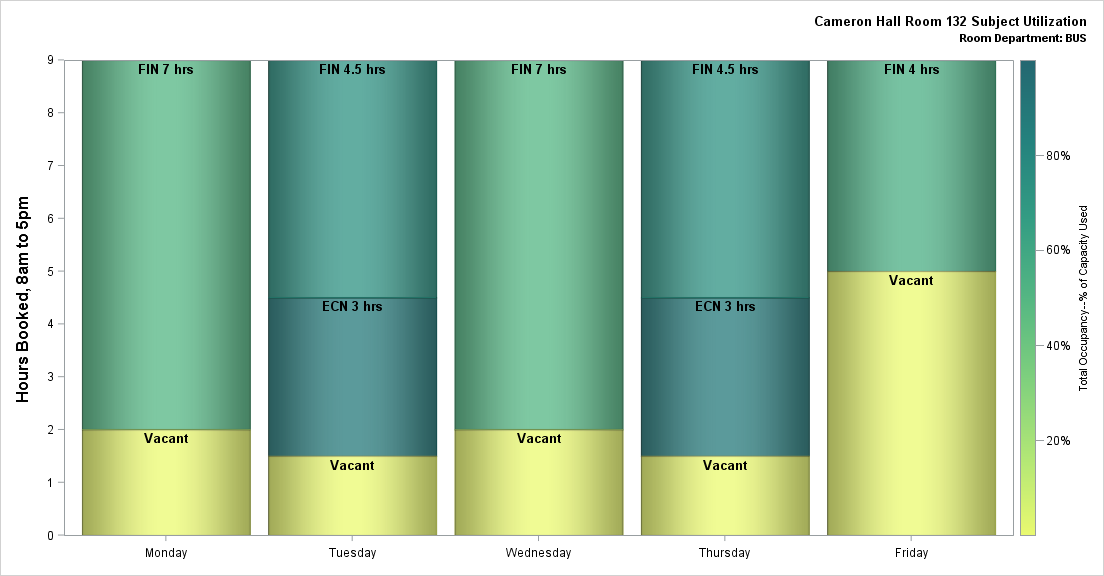 Cameron Hall Room 132 Subject Utilization
Room Department: BUS
Hours Booked, 8am to 5pm
9
8
7
6
5
4
3
2
1
0
FIN 7 hrs
Vacant
FIN 4.5 hrs
ECN 3 hrs
Vacant
FIN 7 hrs
Vacant
FIN 4.5 hrs
ECN 3 hrs
Vacant
FIN 4 hrs
Vacant
Monday
Tuesday
Wednesday
Thursday
Friday
80%
60%
40%
20%
Total Occupancy--% of Capacity Used